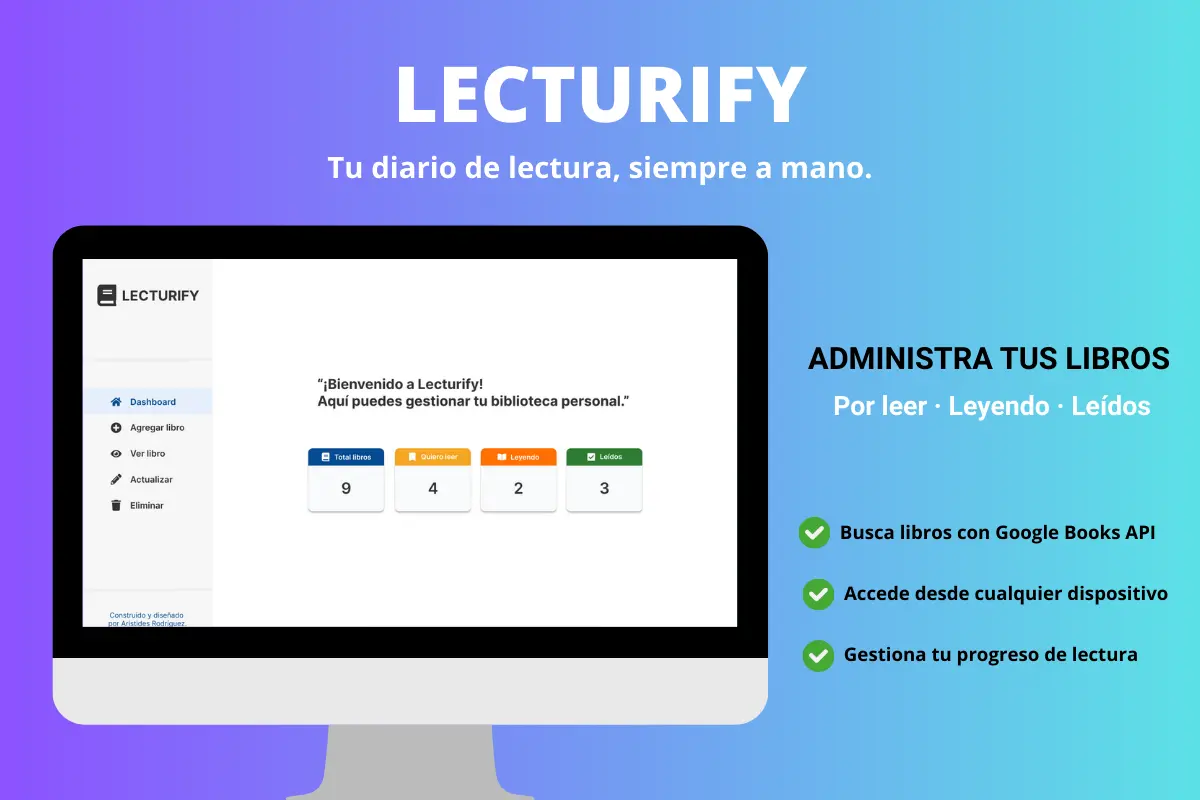 LECTURIFY
Tu diario de lectura, siempre a mano.
LECTURIFY
Dashboard
Agregar libro
Ver libro
Actualizar
Eliminar
Construido y diseñado
por Aristides Rodríguez.
“¡Bienvenido a Lecturify!
Aquí puedes gestionar tu biblioteca personal.”
Total libros
9
Quiero leer
4
Leyendo
2
Leídos
3
ADMINISTRA TUS LIBROS
Por leer · Leyendo · Leídos
Busca libros con Google Books API
Accede desde cualquier dispositivo
Gestiona tu progreso de lectura